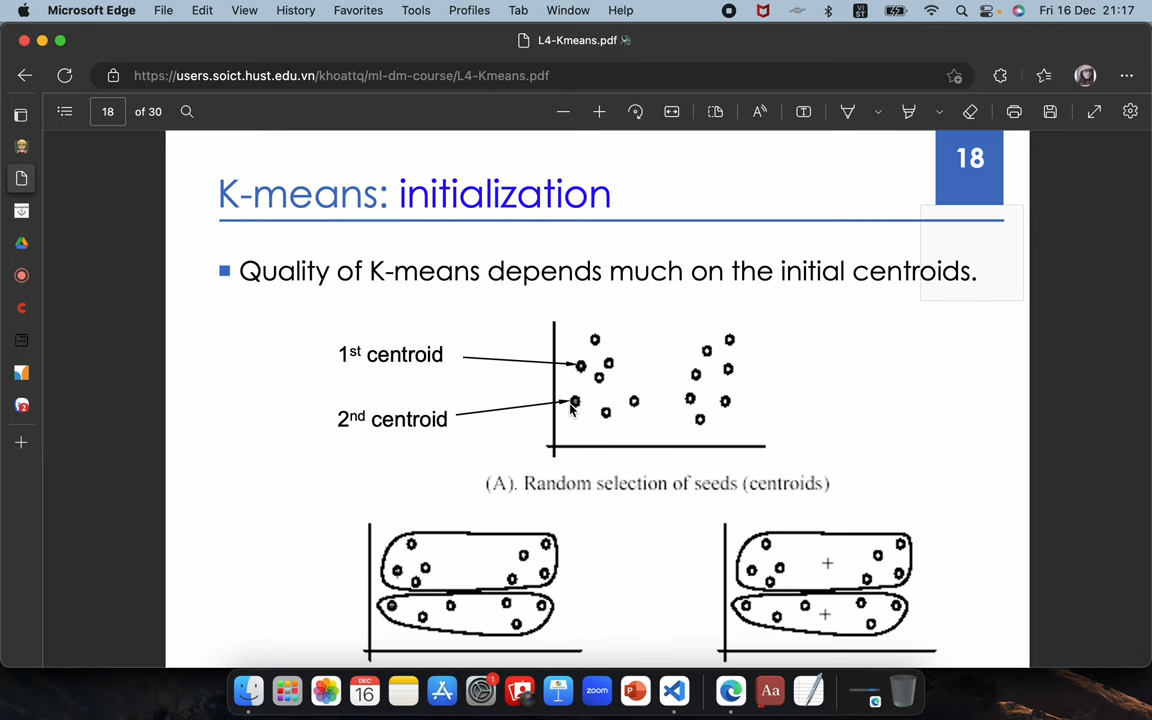 Microsoft Edge File Edit View History Favorites Tools Profiles Tab Window Help VI ST Fri 16 Dec 21:17
L4-Kmeans.pdf
https://users.soict.hust.edu.vn/khoattq/ml-dm-course/L4-Kmeans.pdf
18 of 30
18
K-means: initialization
Quality of K-means depends much on the initial centroids.
1st centroid
2nd centroid
(A). Random selection of seeds (centroids)
DEC
16
1
zoom
Aa